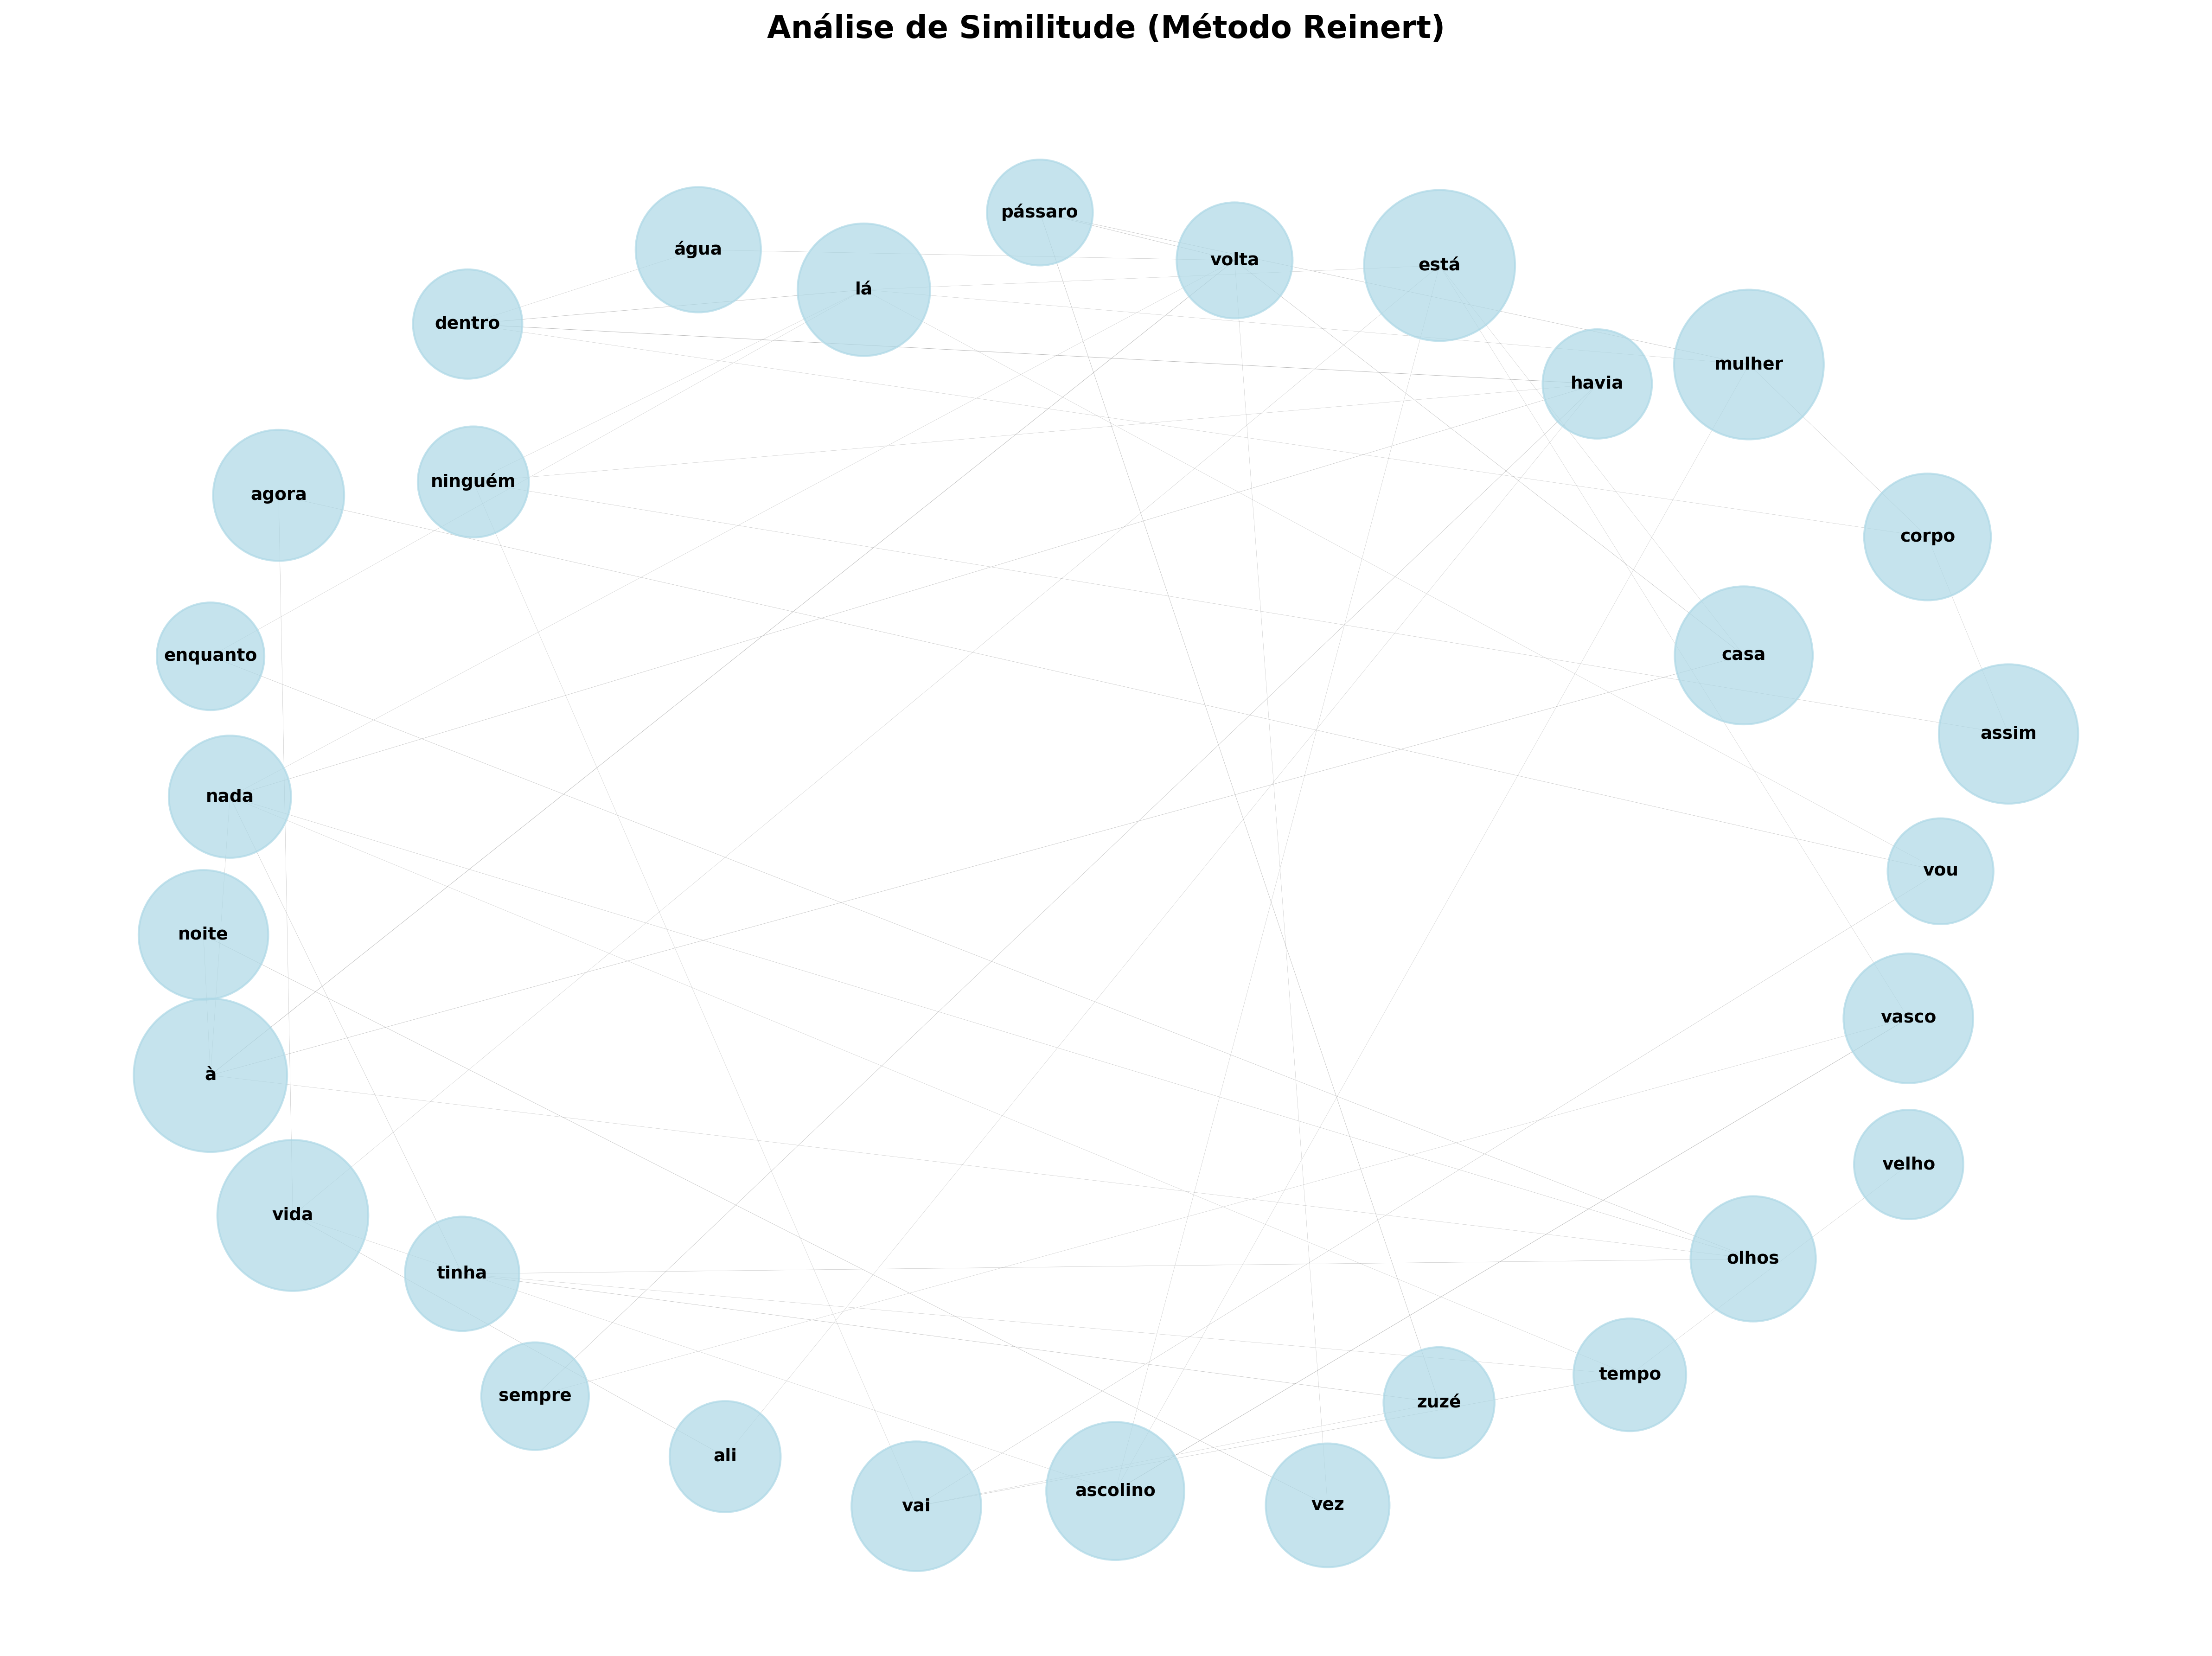 Análise de Similitude (Método Reinert)
pássaro
água
volta
está
lá
dentro
mulher
havia
ninguém
agora
corpo
enquanto
casa
assim
nada
vou
noite
vasco
à
velho
vida
olhos
tinha
tempo
sempre
zuzé
ali
ascolino
vai
vez